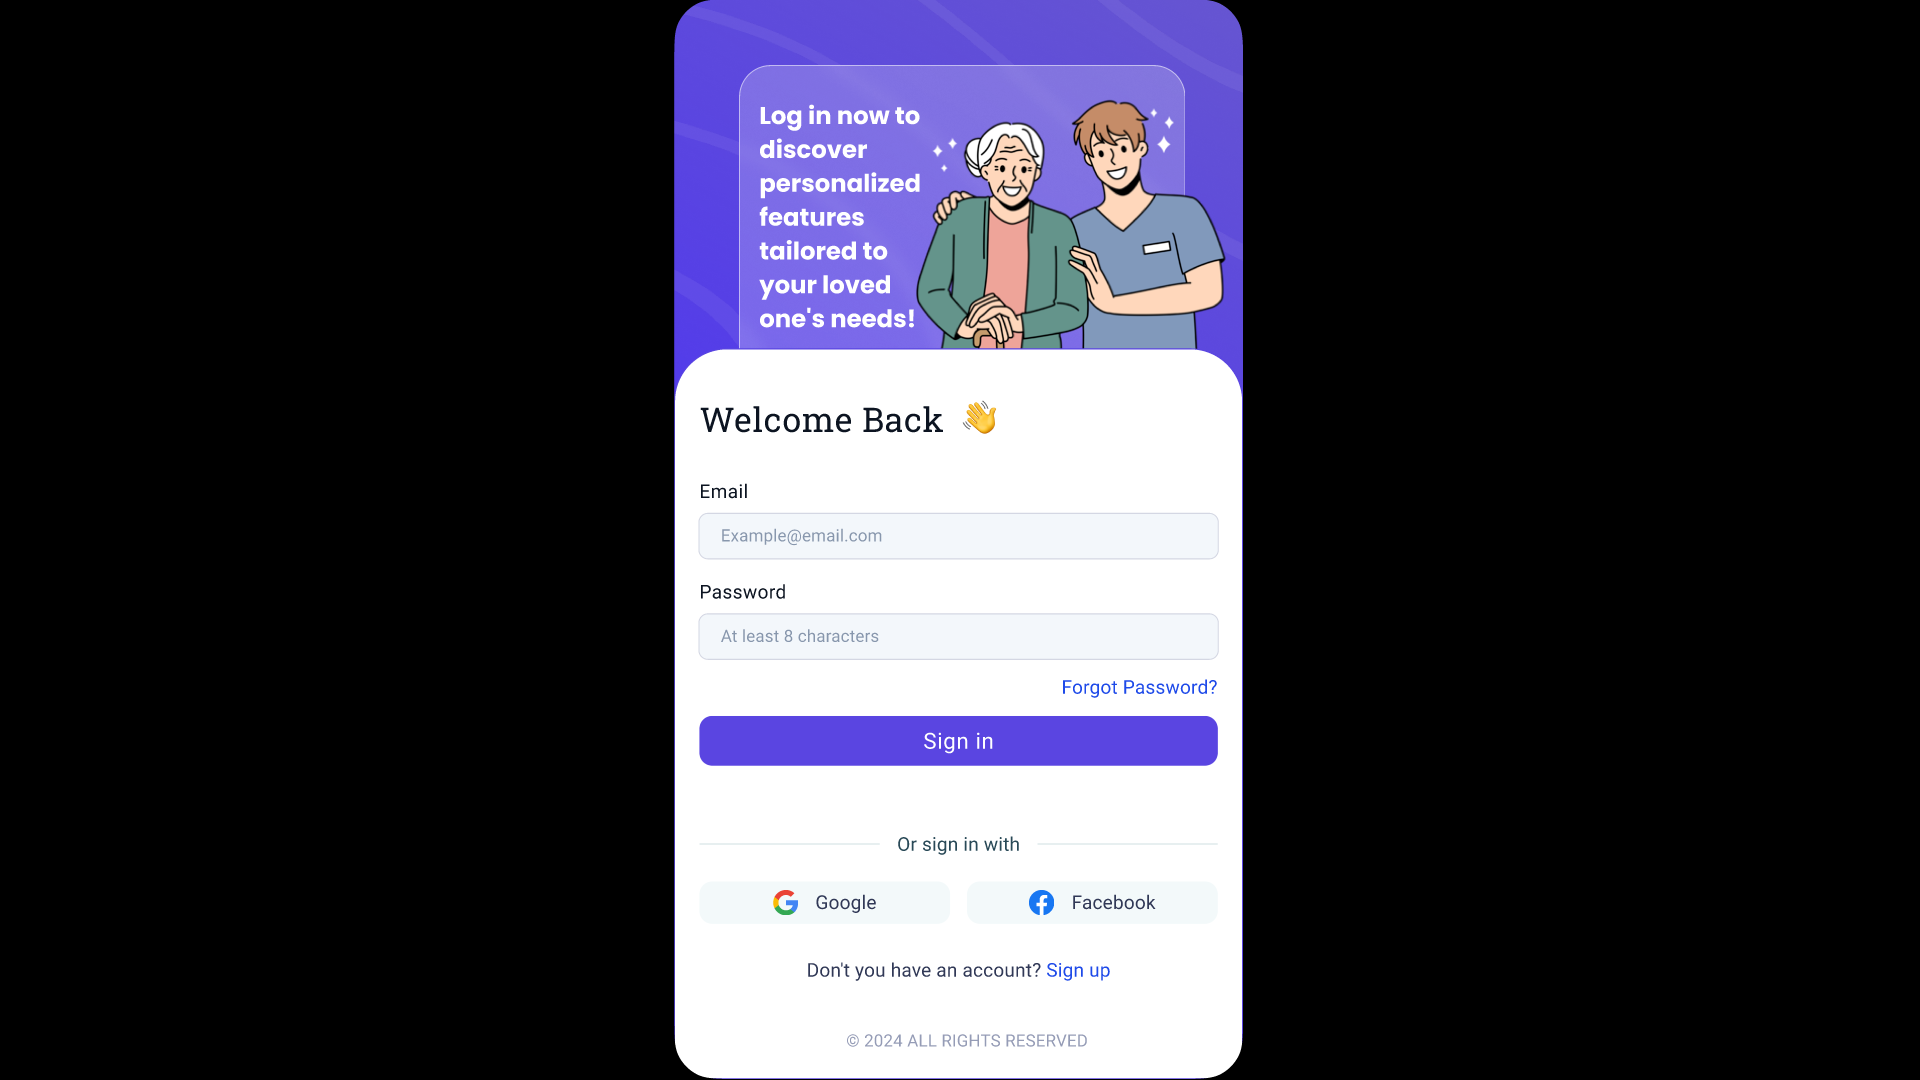 Log in now to
discover
personalized
features
tailored to
your loved
one's needs!
Welcome Back 👋
Email
Example@email.com
Password
At least 8 characters
Forgot Password?
Sign in
Or sign in with
Google
Facebook
Don't you have an account? Sign up
© 2024 ALL RIGHTS RESERVED